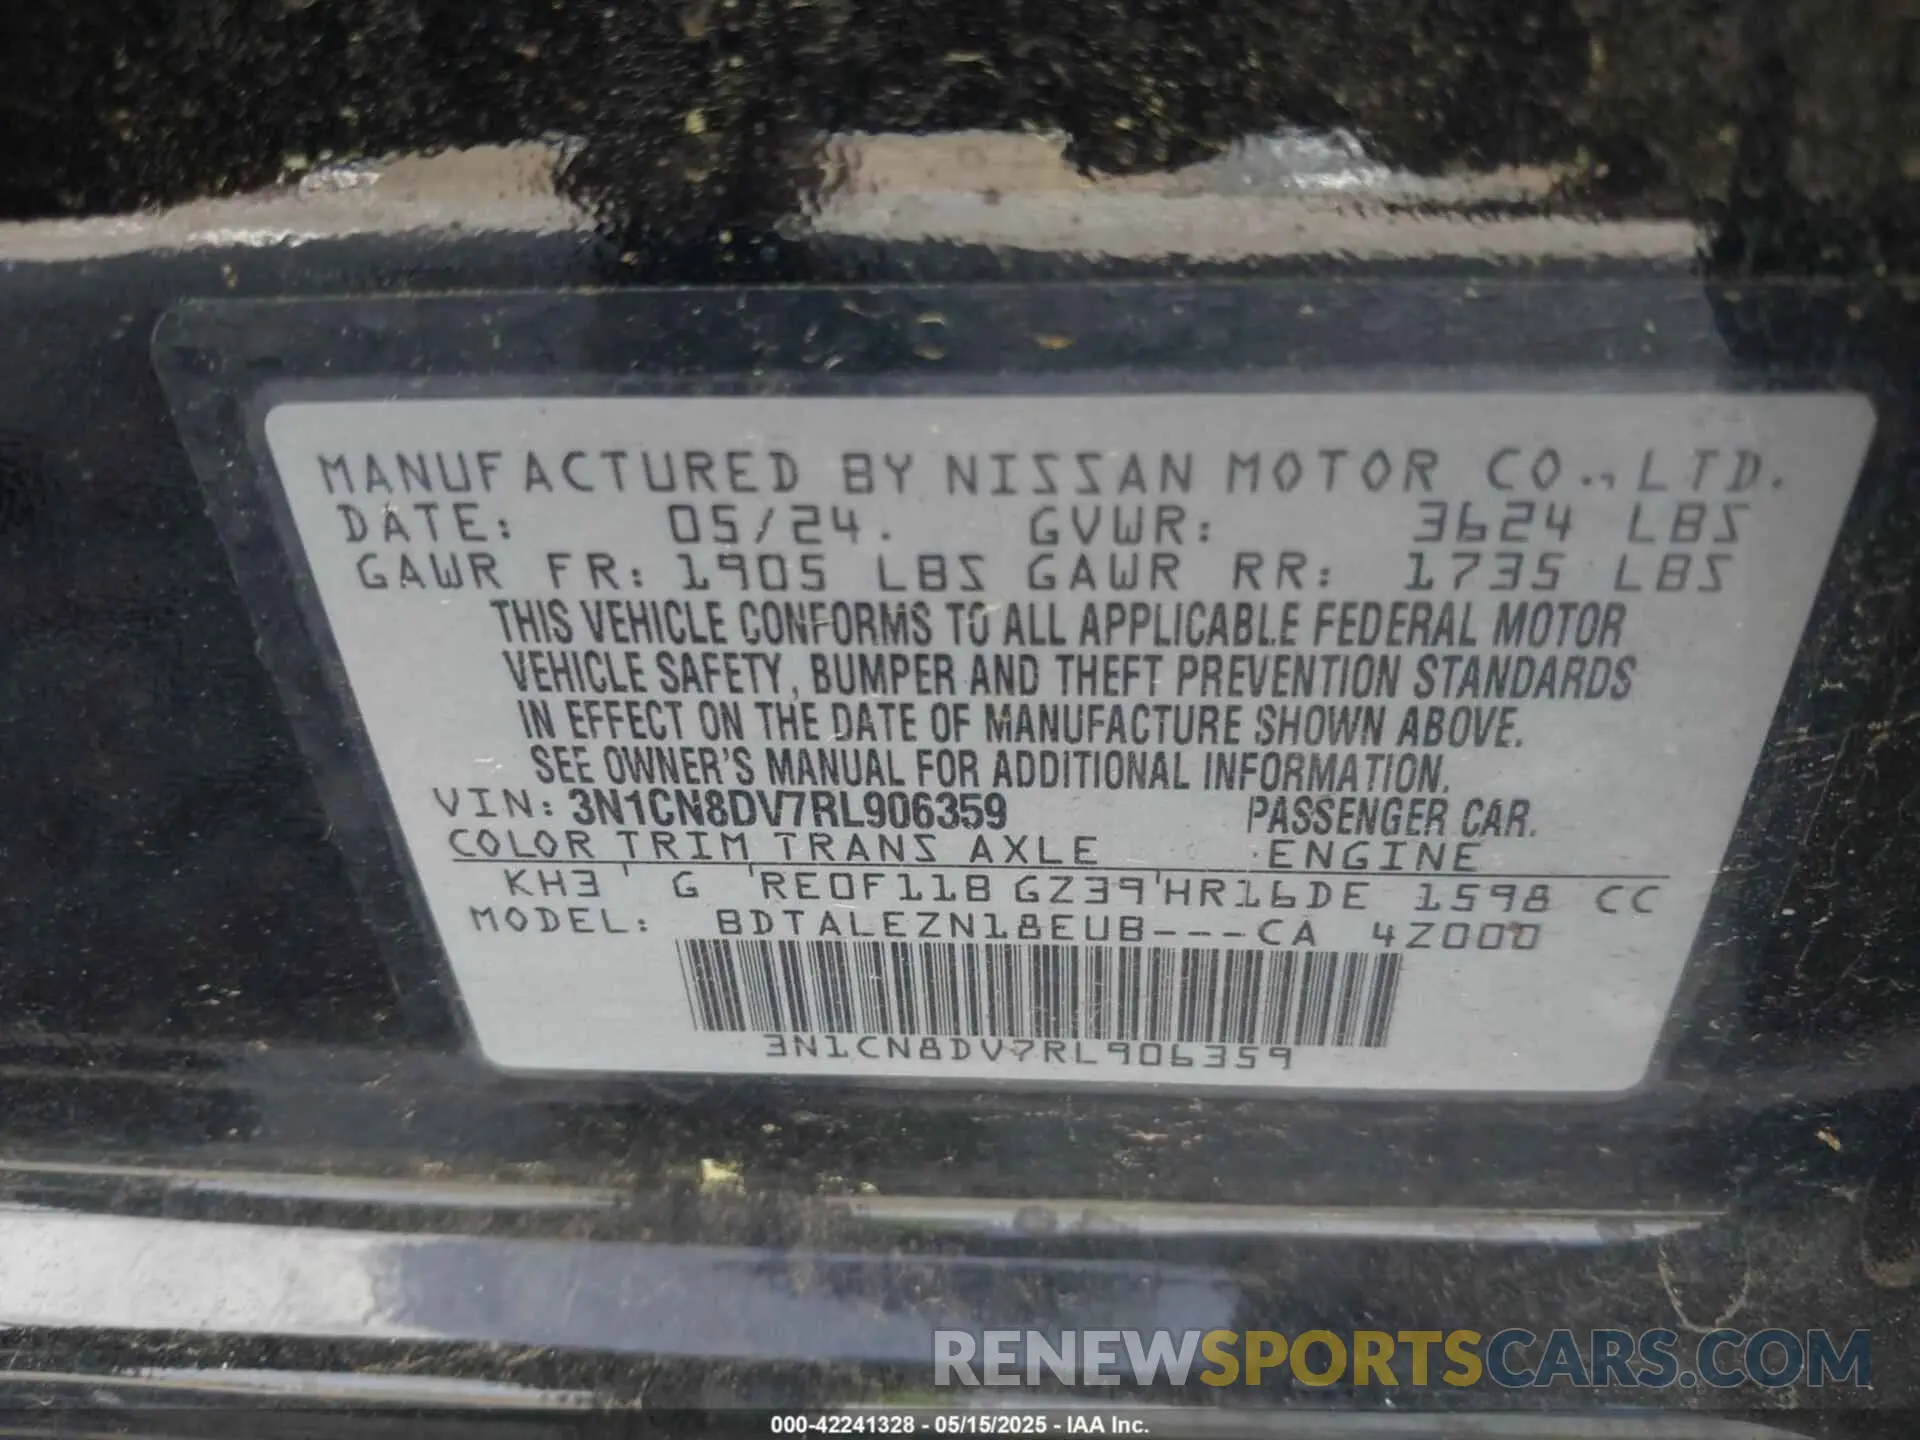 MANUFACTURED BY NISSAN MOTOR CO., LTD.
DATE: 05/24. GVWR: 3624 LBS
GAWR FR: 1905 LBS GAWR RR: 1735 LBS
THIS VEHICLE CONFORMS TO ALL APPLICABLE FEDERAL MOTOR
VEHICLE SAFETY, BUMPER AND THEFT PREVENTION STANDARDS
IN EFFECT ON THE DATE OF MANUFACTURE SHOWN ABOVE.
SEE OWNER'S MANUAL FOR ADDITIONAL INFORMATION.
VIN: 3N1CN8DV7RL906359 PASSENGER CAR.
COLOR TRIM TRANS AXLE ENGINE
KH3 G RE0F11B GZ39 HR16DE 1598 CC
MODEL: BDTALEZN18EUB---CA 4Z000
3N1CN8DV7RL906359
RENEWSPORTSCARS.COM
000-42241328 - 05/15/2025 - IAA Inc.